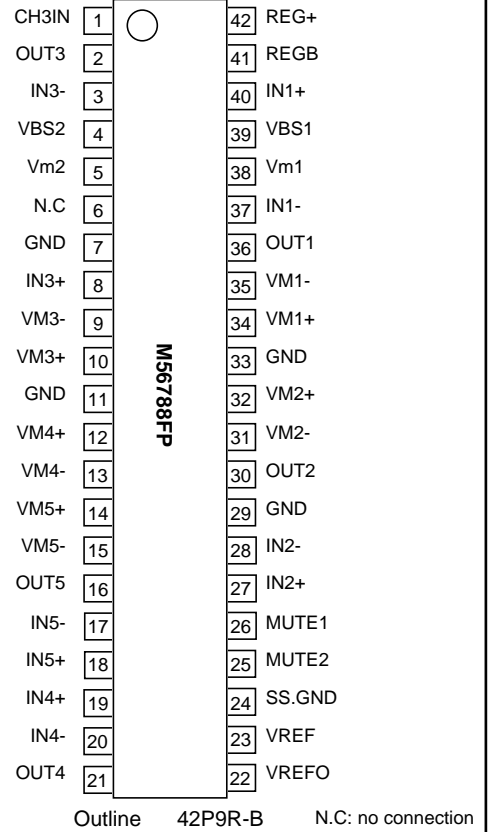 CH3IN 1 42 REG+
OUT3 2 41 REGB
IN3- 3 40 IN1+
VBS2 4 39 VBS1
Vm2 5 38 Vm1
N.C 6 37 IN1-
GND 7 36 OUT1
IN3+ 8 35 VM1-
VM3- 9 34 VM1+
VM3+ 10 33 GND
GND 11 32 VM2+
VM4+ 12 31 VM2-
VM4- 13 30 OUT2
VM5+ 14 29 GND
VM5- 15 28 IN2-
OUT5 16 27 IN2+
IN5- 17 26 MUTE1
IN5+ 18 25 MUTE2
IN4+ 19 24 SS.GND
IN4- 20 23 VREF
OUT4 21 22 VREFO
M56788FP
Outline 42P9R-B N.C: no connection